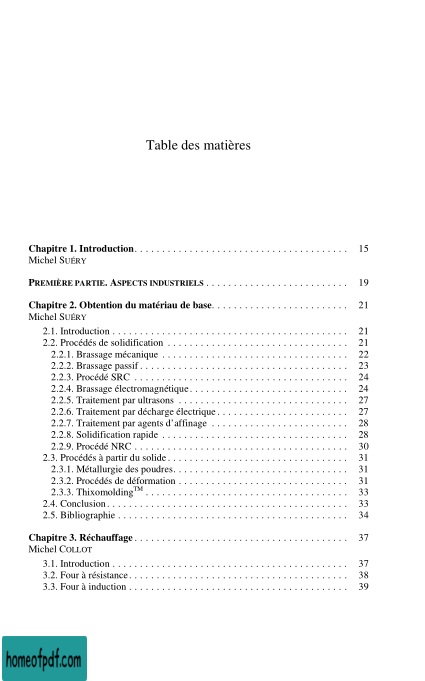 Table des matières
Chapitre 1. Introduction. . . . . . . . . . . . . . . . . . . . . . . . . . . . . . . . . . . . . . . 15
Michel SUÉRY
PREMIÈRE PARTIE. ASPECTS INDUSTRIELS . . . . . . . . . . . . . . . . . . . . . . . . . . 19
Chapitre 2. Obtention du matériau de base. . . . . . . . . . . . . . . . . . . . . . . . . 21
Michel SUÉRY
2.1. Introduction . . . . . . . . . . . . . . . . . . . . . . . . . . . . . . . . . . . . . . . . . . . 21
2.2. Procédés de solidification . . . . . . . . . . . . . . . . . . . . . . . . . . . . . . . . . 21
2.2.1. Brassage mécanique . . . . . . . . . . . . . . . . . . . . . . . . . . . . . . . . . . 22
2.2.2. Brassage passif . . . . . . . . . . . . . . . . . . . . . . . . . . . . . . . . . . . . . . 23
2.2.3. Procédé SRC . . . . . . . . . . . . . . . . . . . . . . . . . . . . . . . . . . . . . . . 24
2.2.4. Brassage électromagnétique. . . . . . . . . . . . . . . . . . . . . . . . . . . . . 24
2.2.5. Traitement par ultrasons . . . . . . . . . . . . . . . . . . . . . . . . . . . . . . . 27
2.2.6. Traitement par décharge électrique . . . . . . . . . . . . . . . . . . . . . . . . 27
2.2.7. Traitement par agents d'affinage . . . . . . . . . . . . . . . . . . . . . . . . . 28
2.2.8. Solidification rapide . . . . . . . . . . . . . . . . . . . . . . . . . . . . . . . . . . 28
2.2.9. Procédé NRC . . . . . . . . . . . . . . . . . . . . . . . . . . . . . . . . . . . . . . . 30
2.3. Procédés à partir du solide . . . . . . . . . . . . . . . . . . . . . . . . . . . . . . . . . 31
2.3.1. Métallurgie des poudres. . . . . . . . . . . . . . . . . . . . . . . . . . . . . . . . 31
2.3.2. Procédés de déformation . . . . . . . . . . . . . . . . . . . . . . . . . . . . . . . 31
2.3.3. Thixomolding™ . . . . . . . . . . . . . . . . . . . . . . . . . . . . . . . . . . . . . 33
2.4. Conclusion. . . . . . . . . . . . . . . . . . . . . . . . . . . . . . . . . . . . . . . . . . . . 33
2.5. Bibliographie . . . . . . . . . . . . . . . . . . . . . . . . . . . . . . . . . . . . . . . . . . 34
Chapitre 3. Réchauffage . . . . . . . . . . . . . . . . . . . . . . . . . . . . . . . . . . . . . . . 37
Michel COLLOT
3.1. Introduction . . . . . . . . . . . . . . . . . . . . . . . . . . . . . . . . . . . . . . . . . . . 37
3.2. Four à résistance . . . . . . . . . . . . . . . . . . . . . . . . . . . . . . . . . . . . . . . . 38
3.3. Four à induction . . . . . . . . . . . . . . . . . . . . . . . . . . . . . . . . . . . . . . . . 39
homeofpdf.com